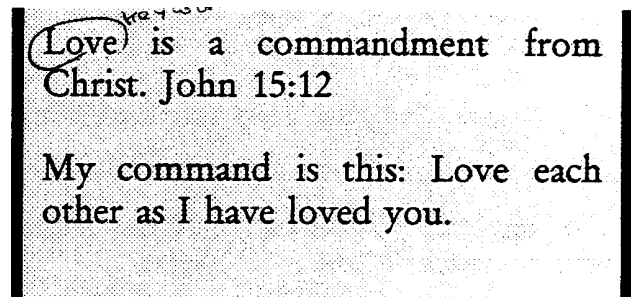 Love is a commandment from
Christ. John 15:12
My command is this: Love each
other as I have loved you.